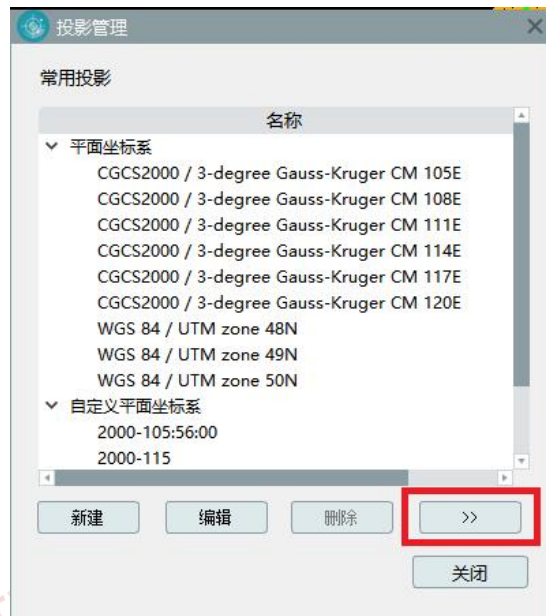 投影管理
常用投影
名称
平面坐标系
CGCS2000 / 3-degree Gauss-Kruger CM 105E
CGCS2000 / 3-degree Gauss-Kruger CM 108E
CGCS2000 / 3-degree Gauss-Kruger CM 111E
CGCS2000 / 3-degree Gauss-Kruger CM 114E
CGCS2000 / 3-degree Gauss-Kruger CM 117E
CGCS2000 / 3-degree Gauss-Kruger CM 120E
WGS 84 / UTM zone 48N
WGS 84 / UTM zone 49N
WGS 84 / UTM zone 50N
自定义平面坐标系
2000-105:56:00
2000-115
新建 编辑 删除 >>
关闭